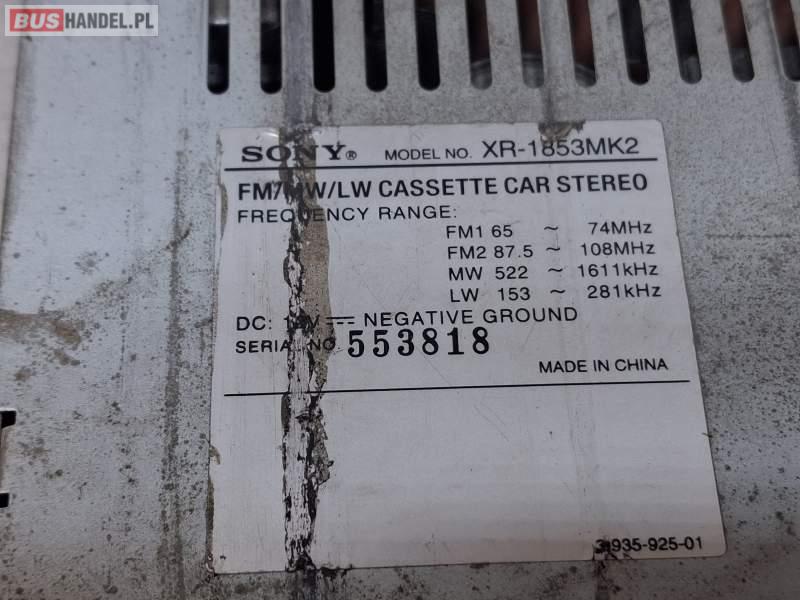 BUSHANDEL.PL
SONY® MODEL NO. XR-1853MK2
FM/MW/LW CASSETTE CAR STEREO
FREQUENCY RANGE:
FM1 65 ~ 74MHz
FM2 87.5 ~ 108MHz
MW 522 ~ 1611kHz
LW 153 ~ 281kHz
DC: NEGATIVE GROUND
SERIAL NO. 553818
MADE IN CHINA
3-935-925-01